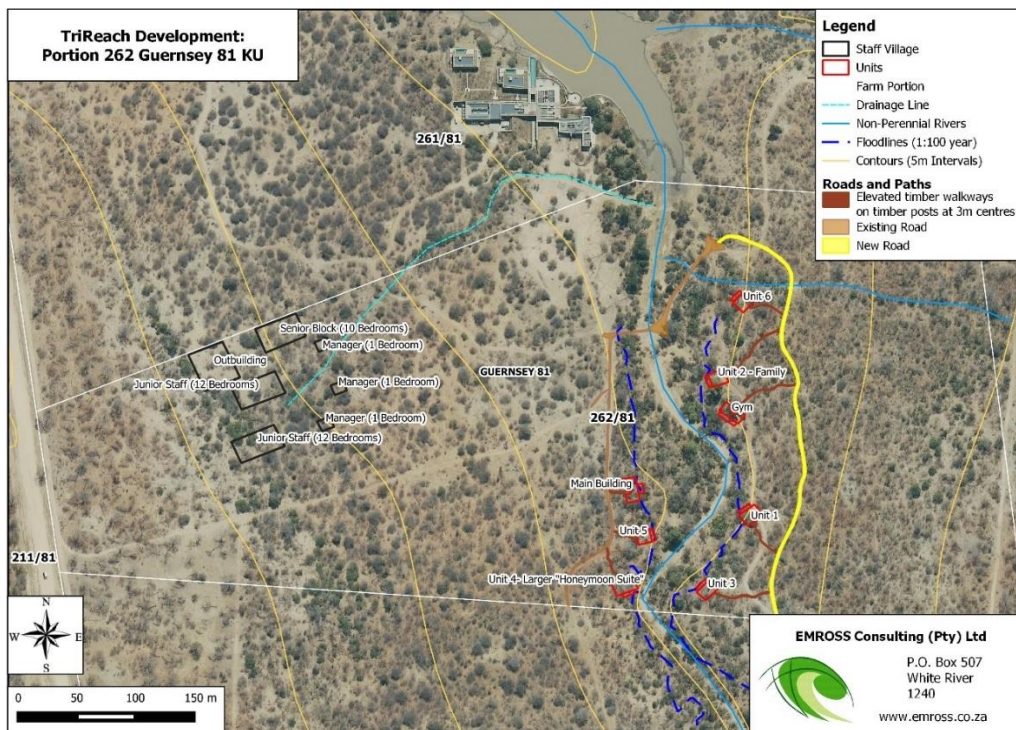 TriReach Development:
Portion 262 Guernsey 81 KU
Legend
Staff Village
Units
Farm Portion
Drainage Line
Non-Perennial Rivers
Floodlines (1:100 year)
Contours (5m Intervals)
Roads and Paths
Elevated timber walkways
on timber posts at 3m centres
Existing Road
New Road
261/81
Unit 6
Senior Block (10 Bedrooms)
Manager (1 Bedroom)
Outbuilding
GUERNSEY 81
Unit 2 - Family
Junior Staff (12 Bedrooms)
Manager (1 Bedroom)
Gym
262/81
Manager (1 Bedroom)
Junior Staff (12 Bedrooms)
Main Building
Unit 1
Unit 5
211/81
Unit 4- Larger "Honeymoon Suite"
Unit 3
N
W E
S
0 50 100 150 m
EMROSS Consulting (Pty) Ltd
P.O. Box 507
White River
1240
www.emross.co.za